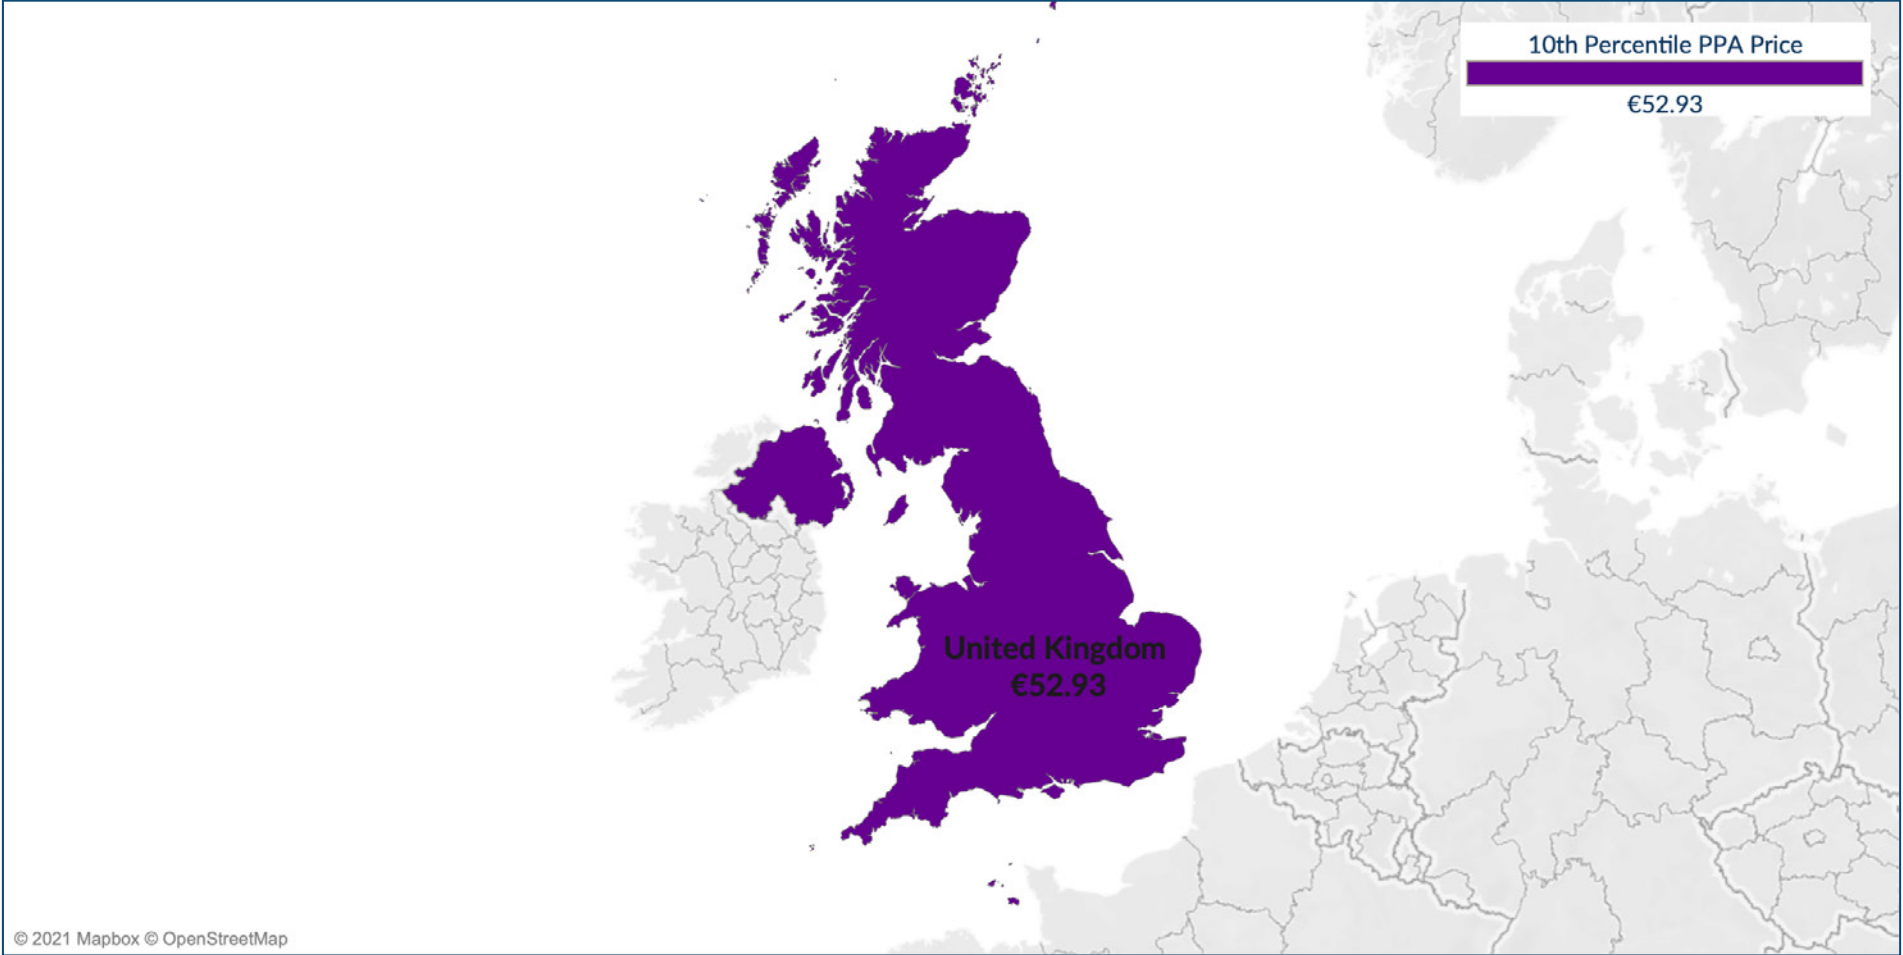 10th Percentile PPA Price
€52.93
United Kingdom
€52.93
© 2021 Mapbox © OpenStreetMap